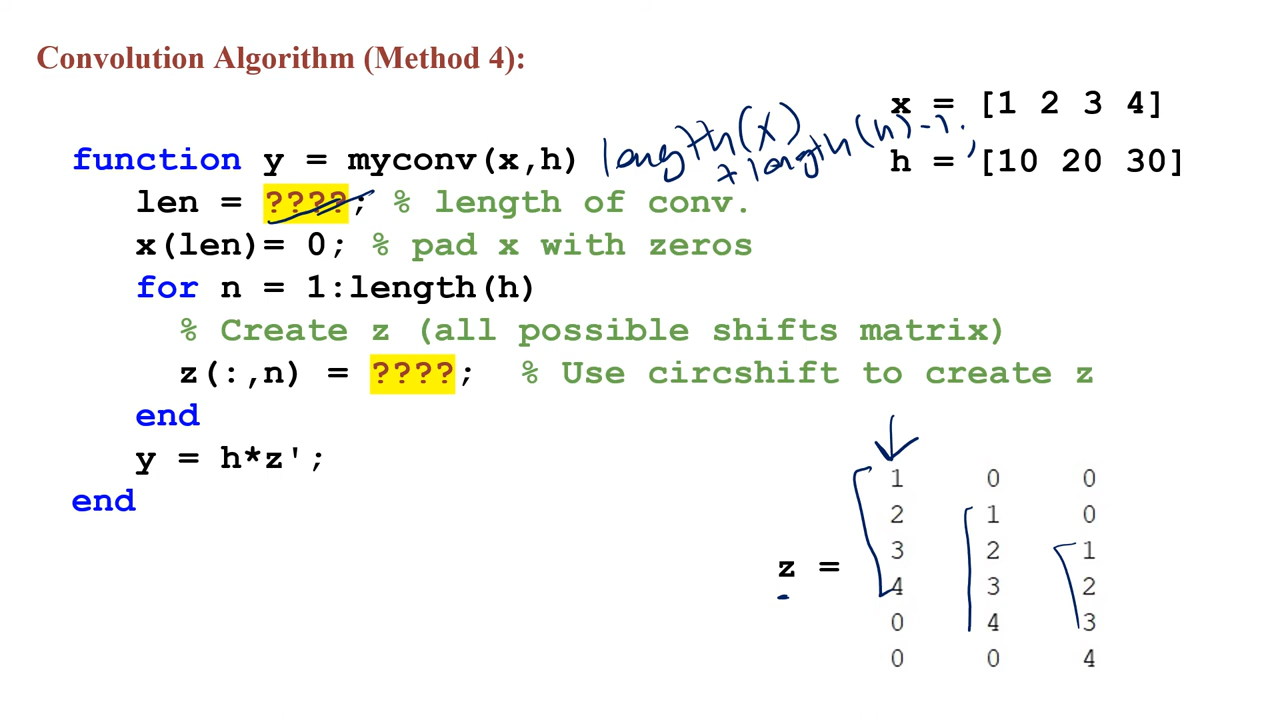 Convolution Algorithm (Method 4):
x = [1 2 3 4]
h = [10 20 30]
function y = myconv(x,h)
length(x)
+ length(h)-1;
len = ????; % length of conv.
x(len)= 0; % pad x with zeros
for n = 1:length(h)
% Create z (all possible shifts matrix)
z(:,n) = ????; % Use circshift to create z
end
y = h*z';
end
z =
1 0 0
2 1 0
3 2 1
4 3 2
0 4 3
0 0 4